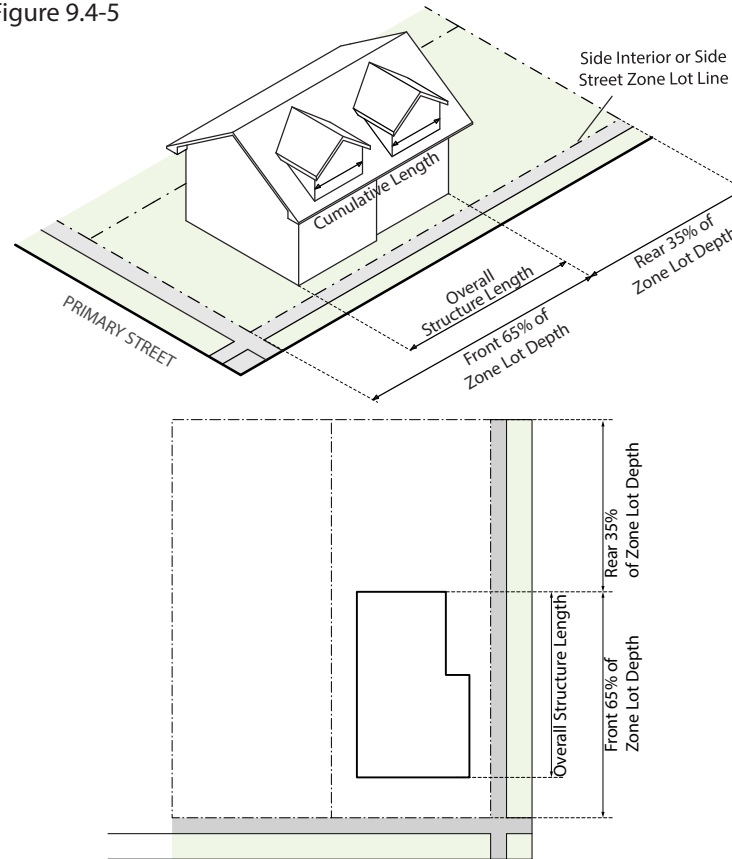 Figure 9.4-5
Side Interior or Side
Street Zone Lot Line
Cumulative Length
PRIMARY STREET
Overall
Structure Length
Front 65% of
Zone Lot Depth
Rear 35% of
Zone Lot Depth
Rear 35%
of Zone Lot Depth
Overall Structure Length
Front 65% of
Zone Lot Depth